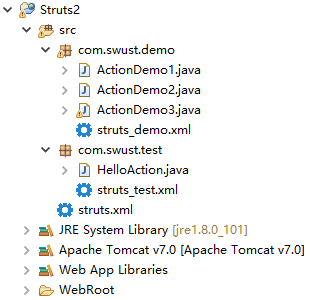 Struts2
src
com.swust.demo
ActionDemo1.java
ActionDemo2.java
ActionDemo3.java
struts_demo.xml
com.swust.test
HelloAction.java
struts_test.xml
struts.xml
JRE System Library [jre1.8.0_101]
Apache Tomcat v7.0 [Apache Tomcat v7.0]
Web App Libraries
WebRoot